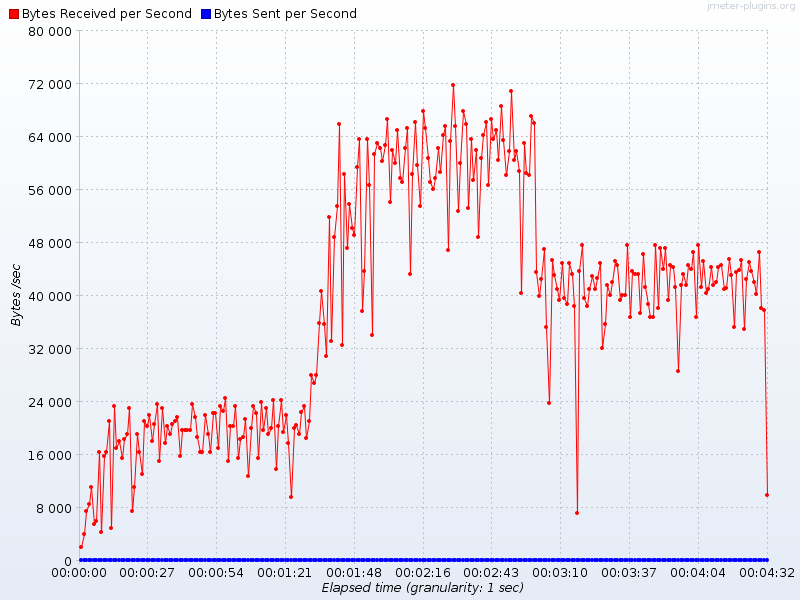 jmeter-plugins.org
Bytes Received per Second Bytes Sent per Second
80 000
72 000
64 000
56 000
48 000
40 000
32 000
24 000
16 000
8 000
0
Bytes /sec
00:00:00 00:00:27 00:00:54 00:01:21 00:01:48 00:02:16 00:02:43 00:03:10 00:03:37 00:04:04 00:04:32
Elapsed time (granularity: 1 sec)